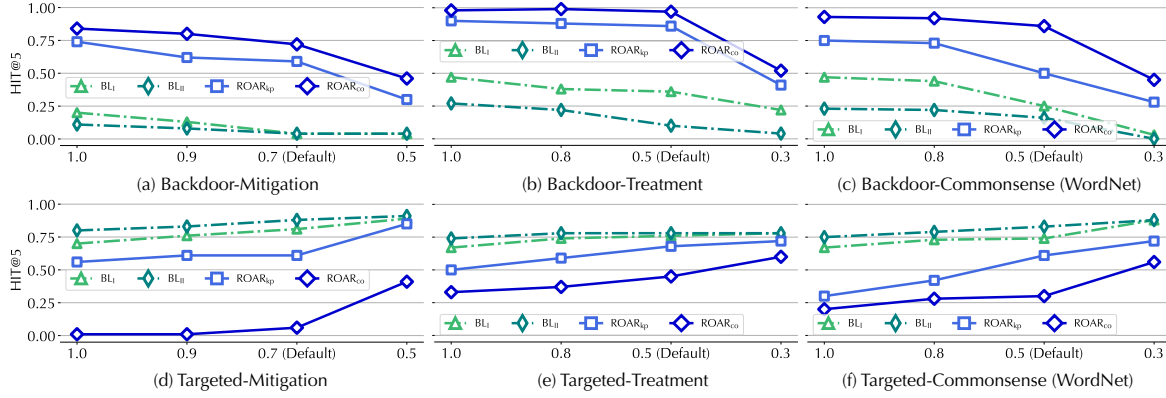 HIT@5
1.00
0.75
0.50
0.25
0.00
BL_I BL_II ROAR_kp ROAR_co
1.0 0.9 0.7 (Default) 0.5
(a) Backdoor-Mitigation
BL_I BL_II ROAR_kp ROAR_co
1.0 0.8 0.5 (Default) 0.3
(b) Backdoor-Treatment
BL_I BL_II ROAR_kp ROAR_co
1.0 0.8 0.5 (Default) 0.3
(c) Backdoor-Commonsense (WordNet)
HIT@5
1.00
0.75
0.50
0.25
0.00
BL_I BL_II ROAR_kp ROAR_co
1.0 0.9 0.7 (Default) 0.5
(d) Targeted-Mitigation
BL_I BL_II ROAR_kp ROAR_co
1.0 0.8 0.5 (Default) 0.3
(e) Targeted-Treatment
BL_I BL_II ROAR_kp ROAR_co
1.0 0.8 0.5 (Default) 0.3
(f) Targeted-Commonsense (WordNet)